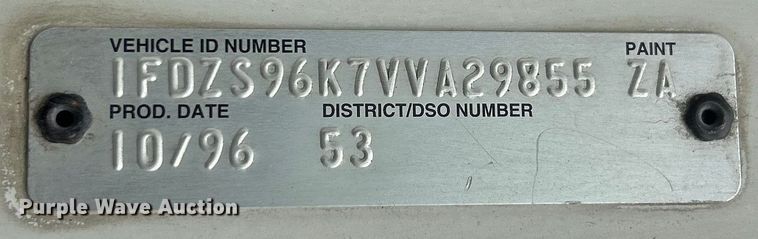 VEHICLE ID NUMBER PAINT
1FDZS96K7VVA29855 ZA
PROD. DATE DISTRICT/DSO NUMBER
10/96 53
Purple Wave Auction